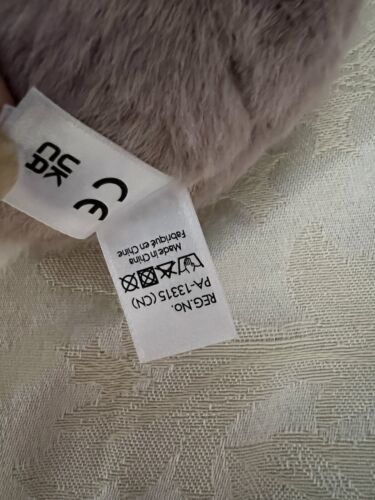 UK
CA
CE
REG.No.
PA-13315 (CN)
Made in China
Fabriqué en Chine